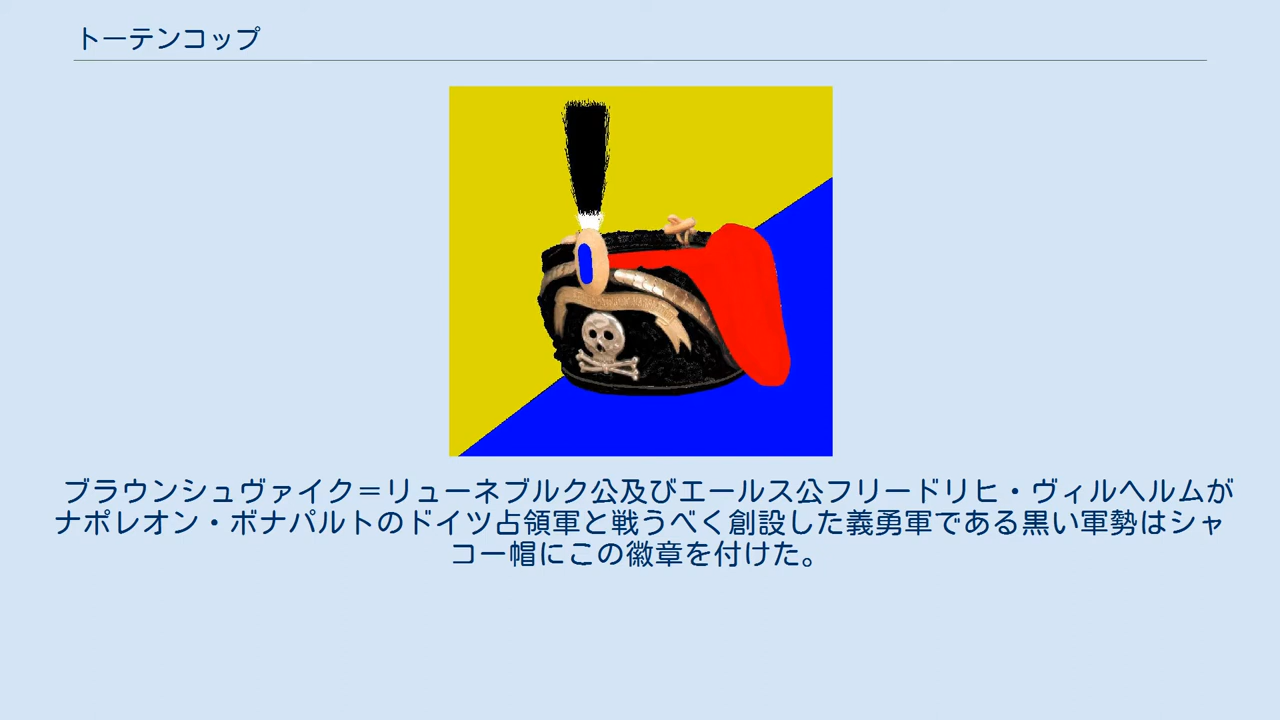 トーテンコップ
ブラウンシュヴァイク＝リューネブルク公及びエールス公フリードリヒ・ヴィルヘルムが
ナポレオン・ボナパルトのドイツ占領軍と戦うべく創設した義勇軍である黒い軍勢はシャ
コー帽にこの徽章を付けた。